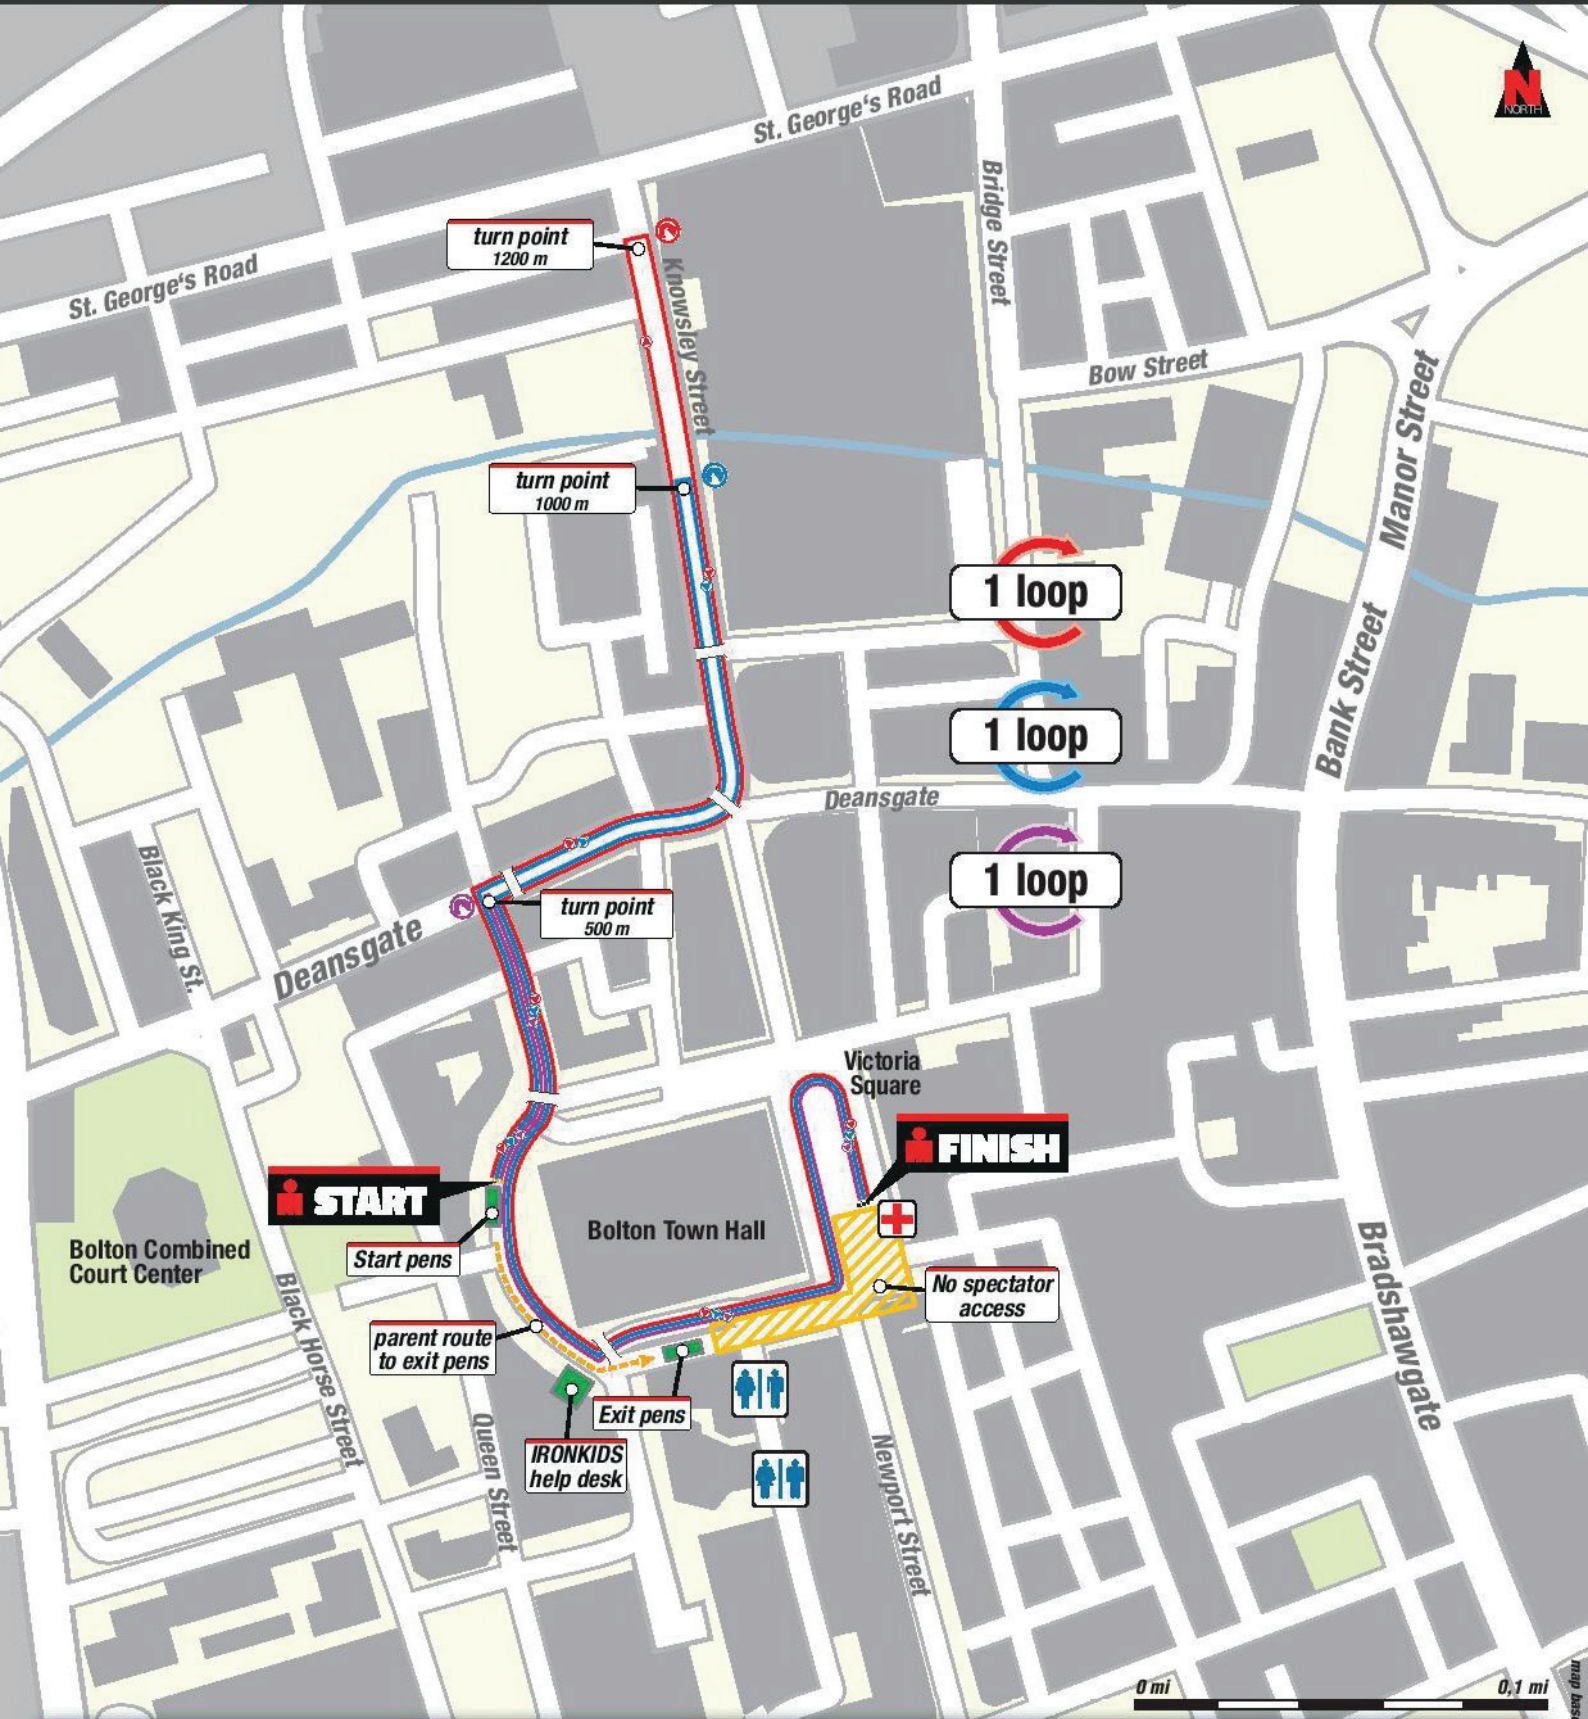 NORTH
N
St. George's Road
Bridge Street
turn point
1200 m
St. George's Road
Knowsley Street
Bow Street
Manor Street
turn point
1000 m
1 loop
Bank Street
1 loop
Deansgate
1 loop
Black King St.
turn point
500 m
Deansgate
Victoria
Square
FINISH
START
Bolton Town Hall
Bolton Combined
Court Center
Start pens
No spectator
access
Bradshawgate
Black Horse Street
parent route
to exit pens
Exit pens
IRONKIDS
help desk
Queen Street
Newport Street
0 mi
0,1 mi
map bas